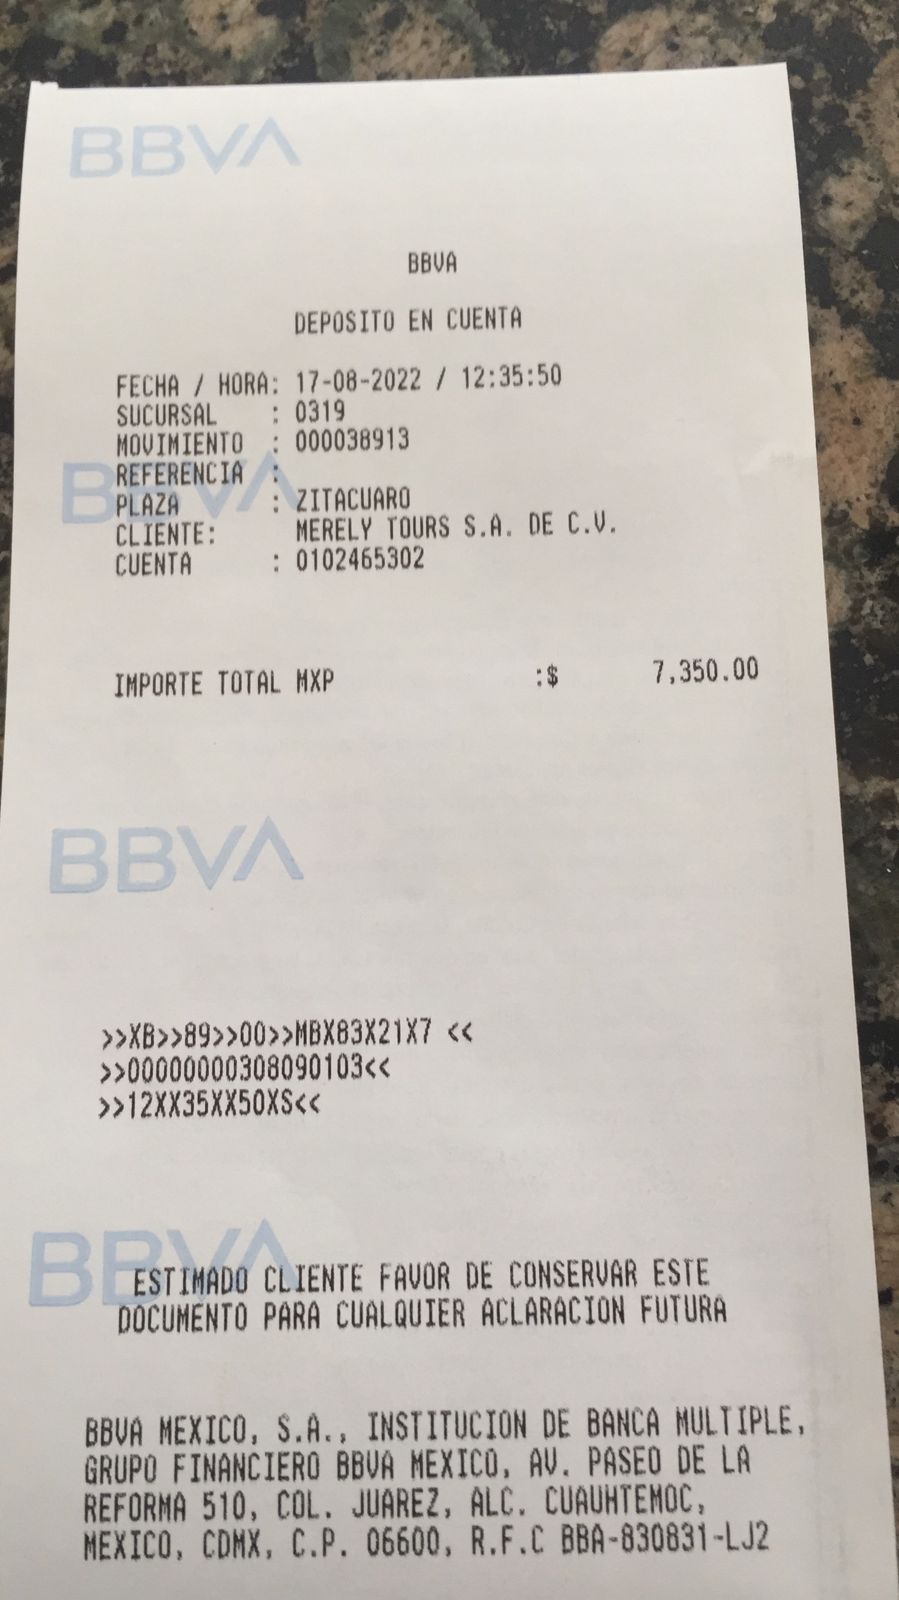 BBVA
BBVA
DEPOSITO EN CUENTA
FECHA / HORA: 17-08-2022 / 12:35:50
SUCURSAL : 0319
MOVIMIENTO : 000038913
REFERENCIA :
BBVA
PLAZA : ZITACUARO
CLIENTE: MERELY TOURS S.A. DE C.V.
CUENTA : 0102465302
IMPORTE TOTAL MXP :$ 7,350.00
BBVA
>>XB>>89>>00>>MBX83X21X7 <<
>>00000000308090103<<
>>12XX35XX50XS<<
BBVA
ESTIMADO CLIENTE FAVOR DE CONSERVAR ESTE
DOCUMENTO PARA CUALQUIER ACLARACION FUTURA
BBVA MEXICO, S.A., INSTITUCION DE BANCA MULTIPLE,
GRUPO FINANCIERO BBVA MEXICO, AV. PASEO DE LA
REFORMA 510, COL. JUAREZ, ALC. CUAUHTEMOC,
MEXICO, CDMX, C.P. 06600, R.F.C BBA-830831-LJ2